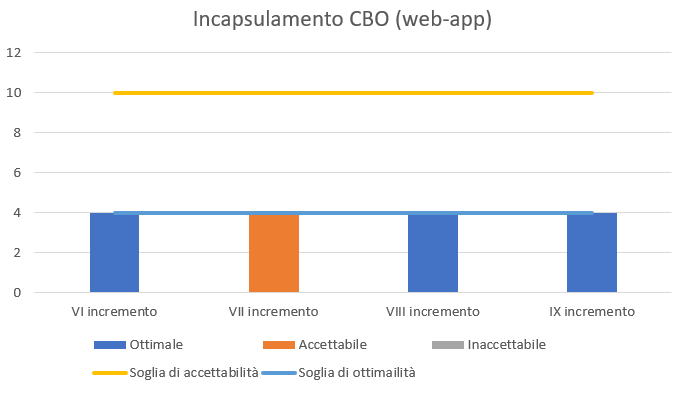 Incapsulamento CBO (web-app)
12
10
8
6
4
2
0
VI incremento VII incremento VIII incremento IX incremento
Ottimale Accettabile Inaccettabile
Soglia di accettabilità Soglia di ottimailità